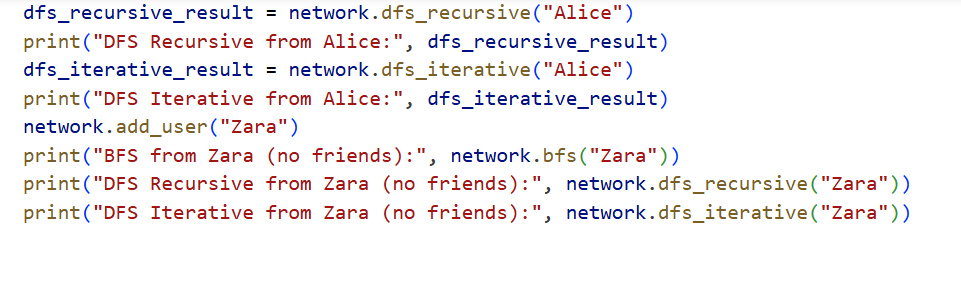 dfs_recursive_result = network.dfs_recursive("Alice")
print("DFS Recursive from Alice:", dfs_recursive_result)
dfs_iterative_result = network.dfs_iterative("Alice")
print("DFS Iterative from Alice:", dfs_iterative_result)
network.add_user("Zara")
print("BFS from Zara (no friends):", network.bfs("Zara"))
print("DFS Recursive from Zara (no friends):", network.dfs_recursive("Zara"))
print("DFS Iterative from Zara (no friends):", network.dfs_iterative("Zara"))